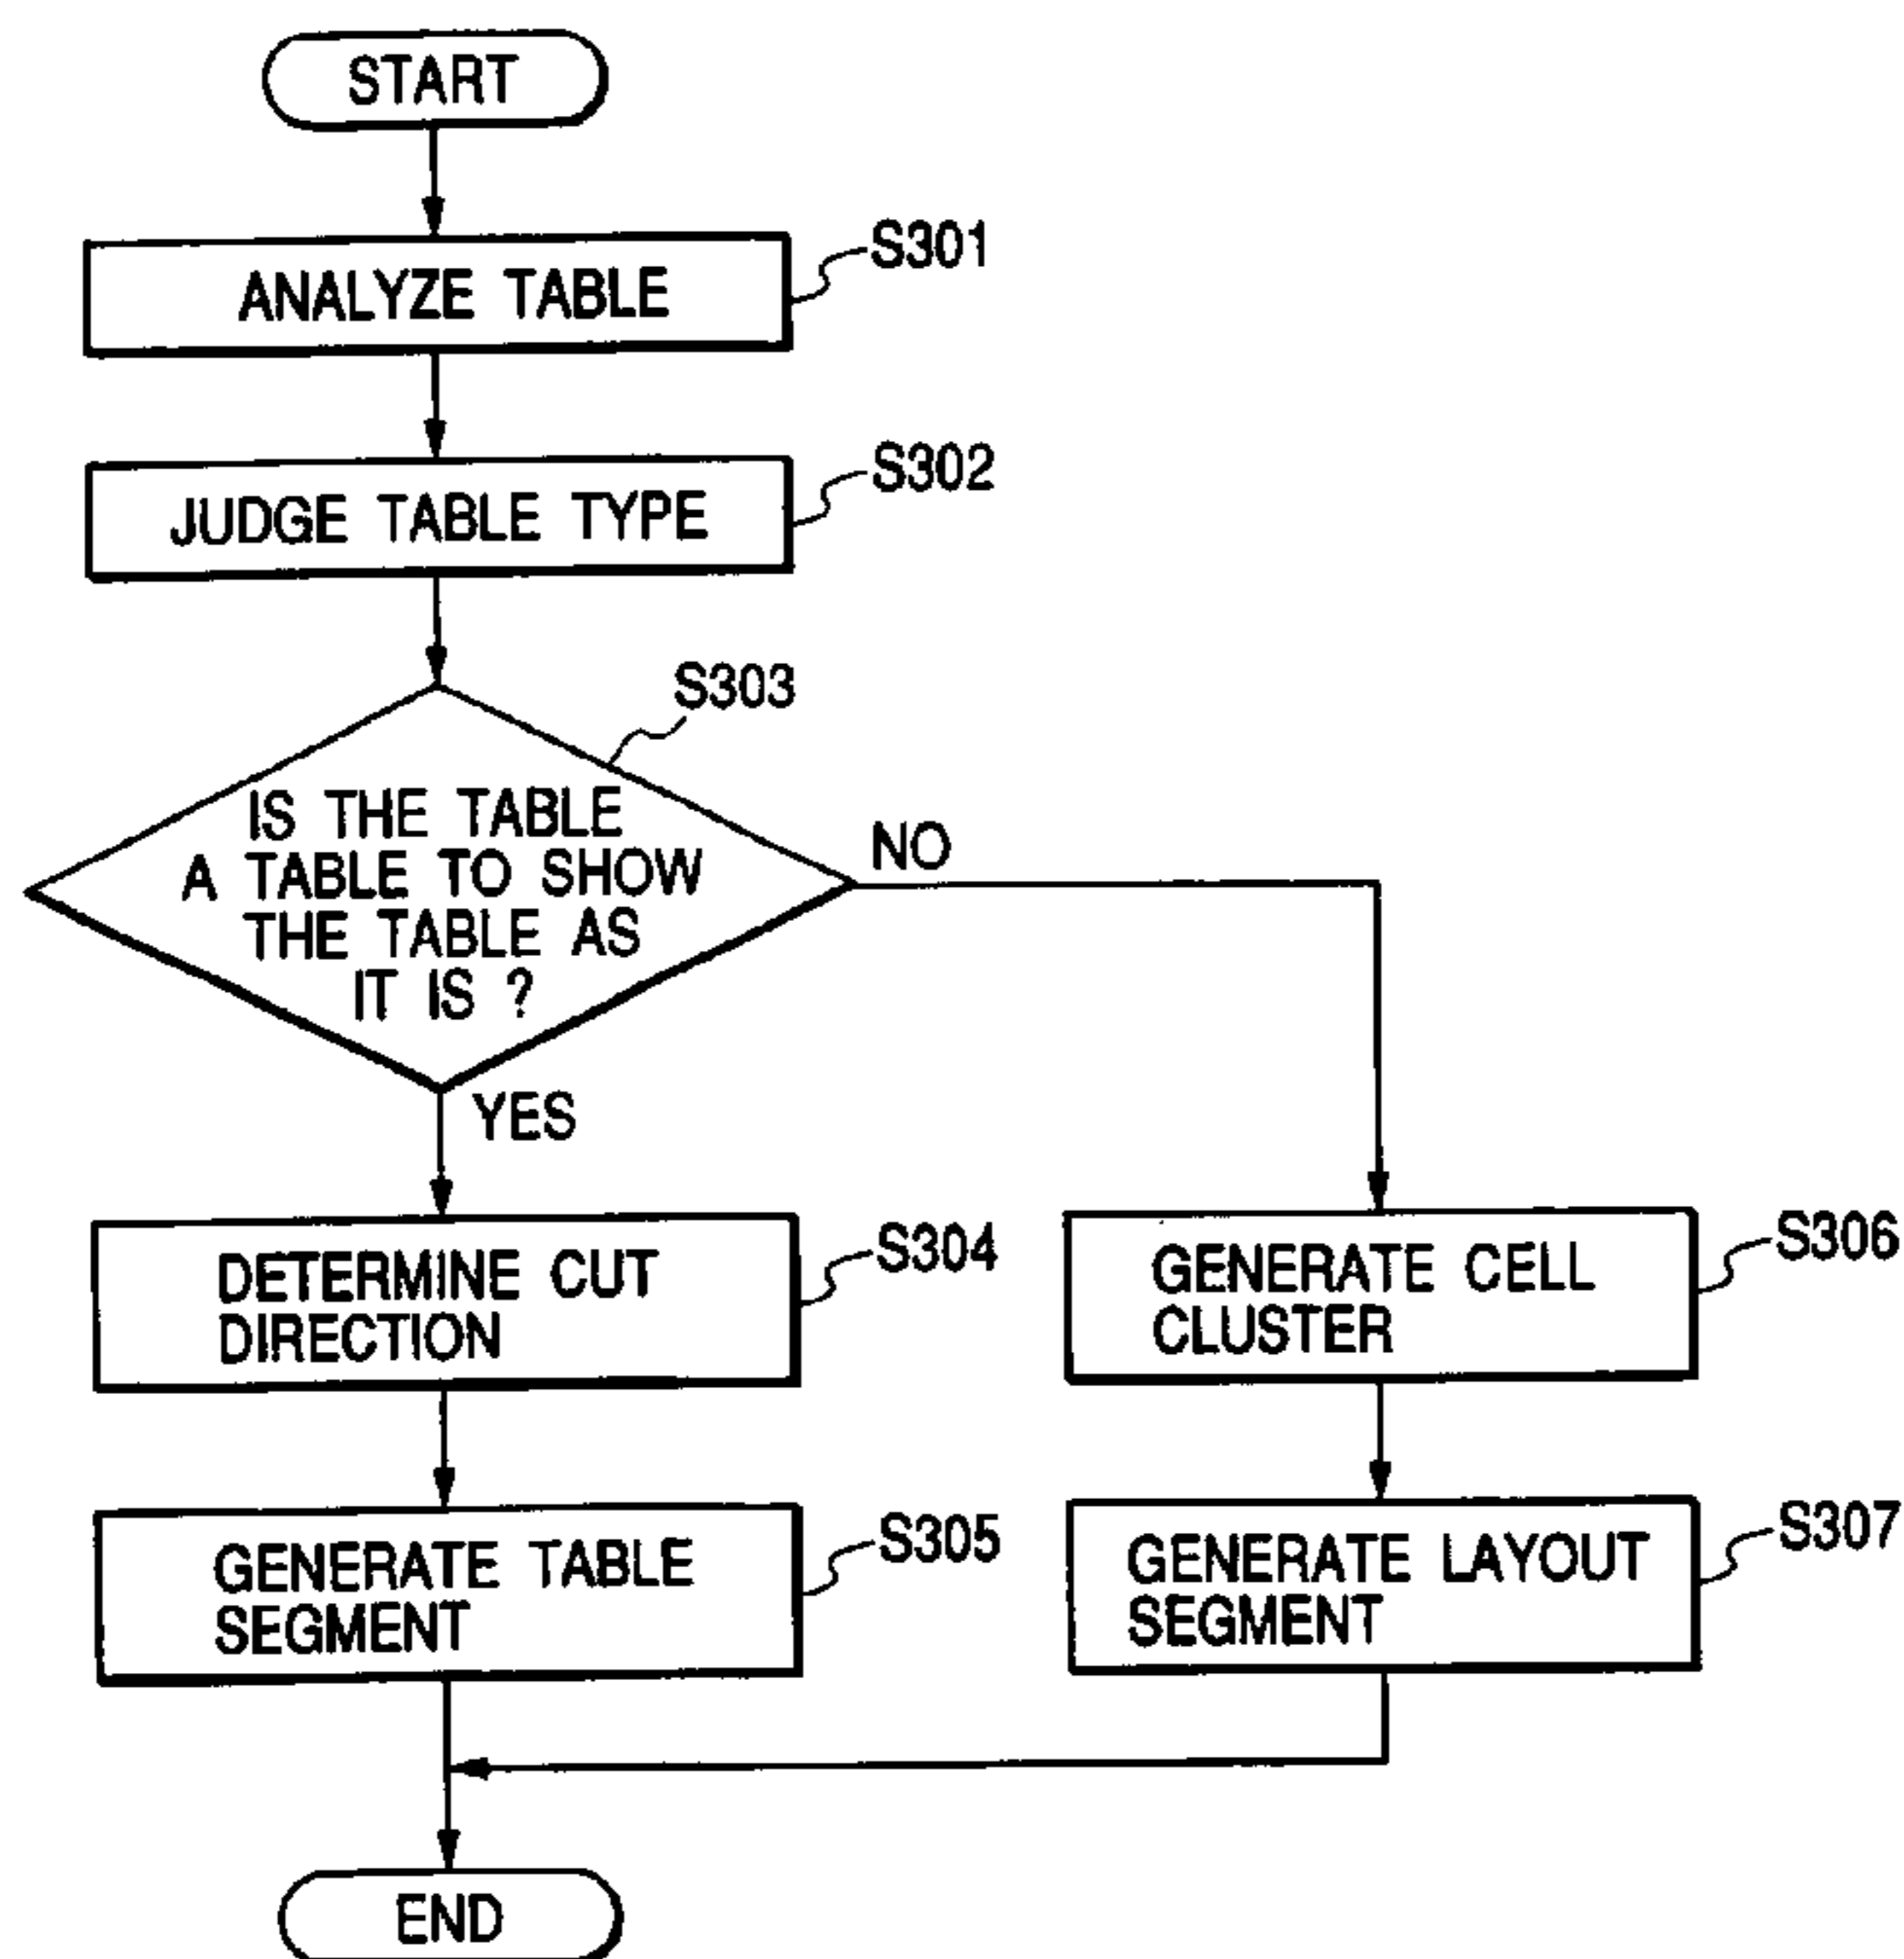 START
ANALYZE TABLE
S301
JUDGE TABLE TYPE
S302
S303
IS THE TABLE
A TABLE TO SHOW
THE TABLE AS
IT IS ?
NO
YES
DETERMINE CUT
DIRECTION
S304
GENERATE CELL
CLUSTER
S306
GENERATE TABLE
SEGMENT
S305
GENERATE LAYOUT
SEGMENT
S307
END